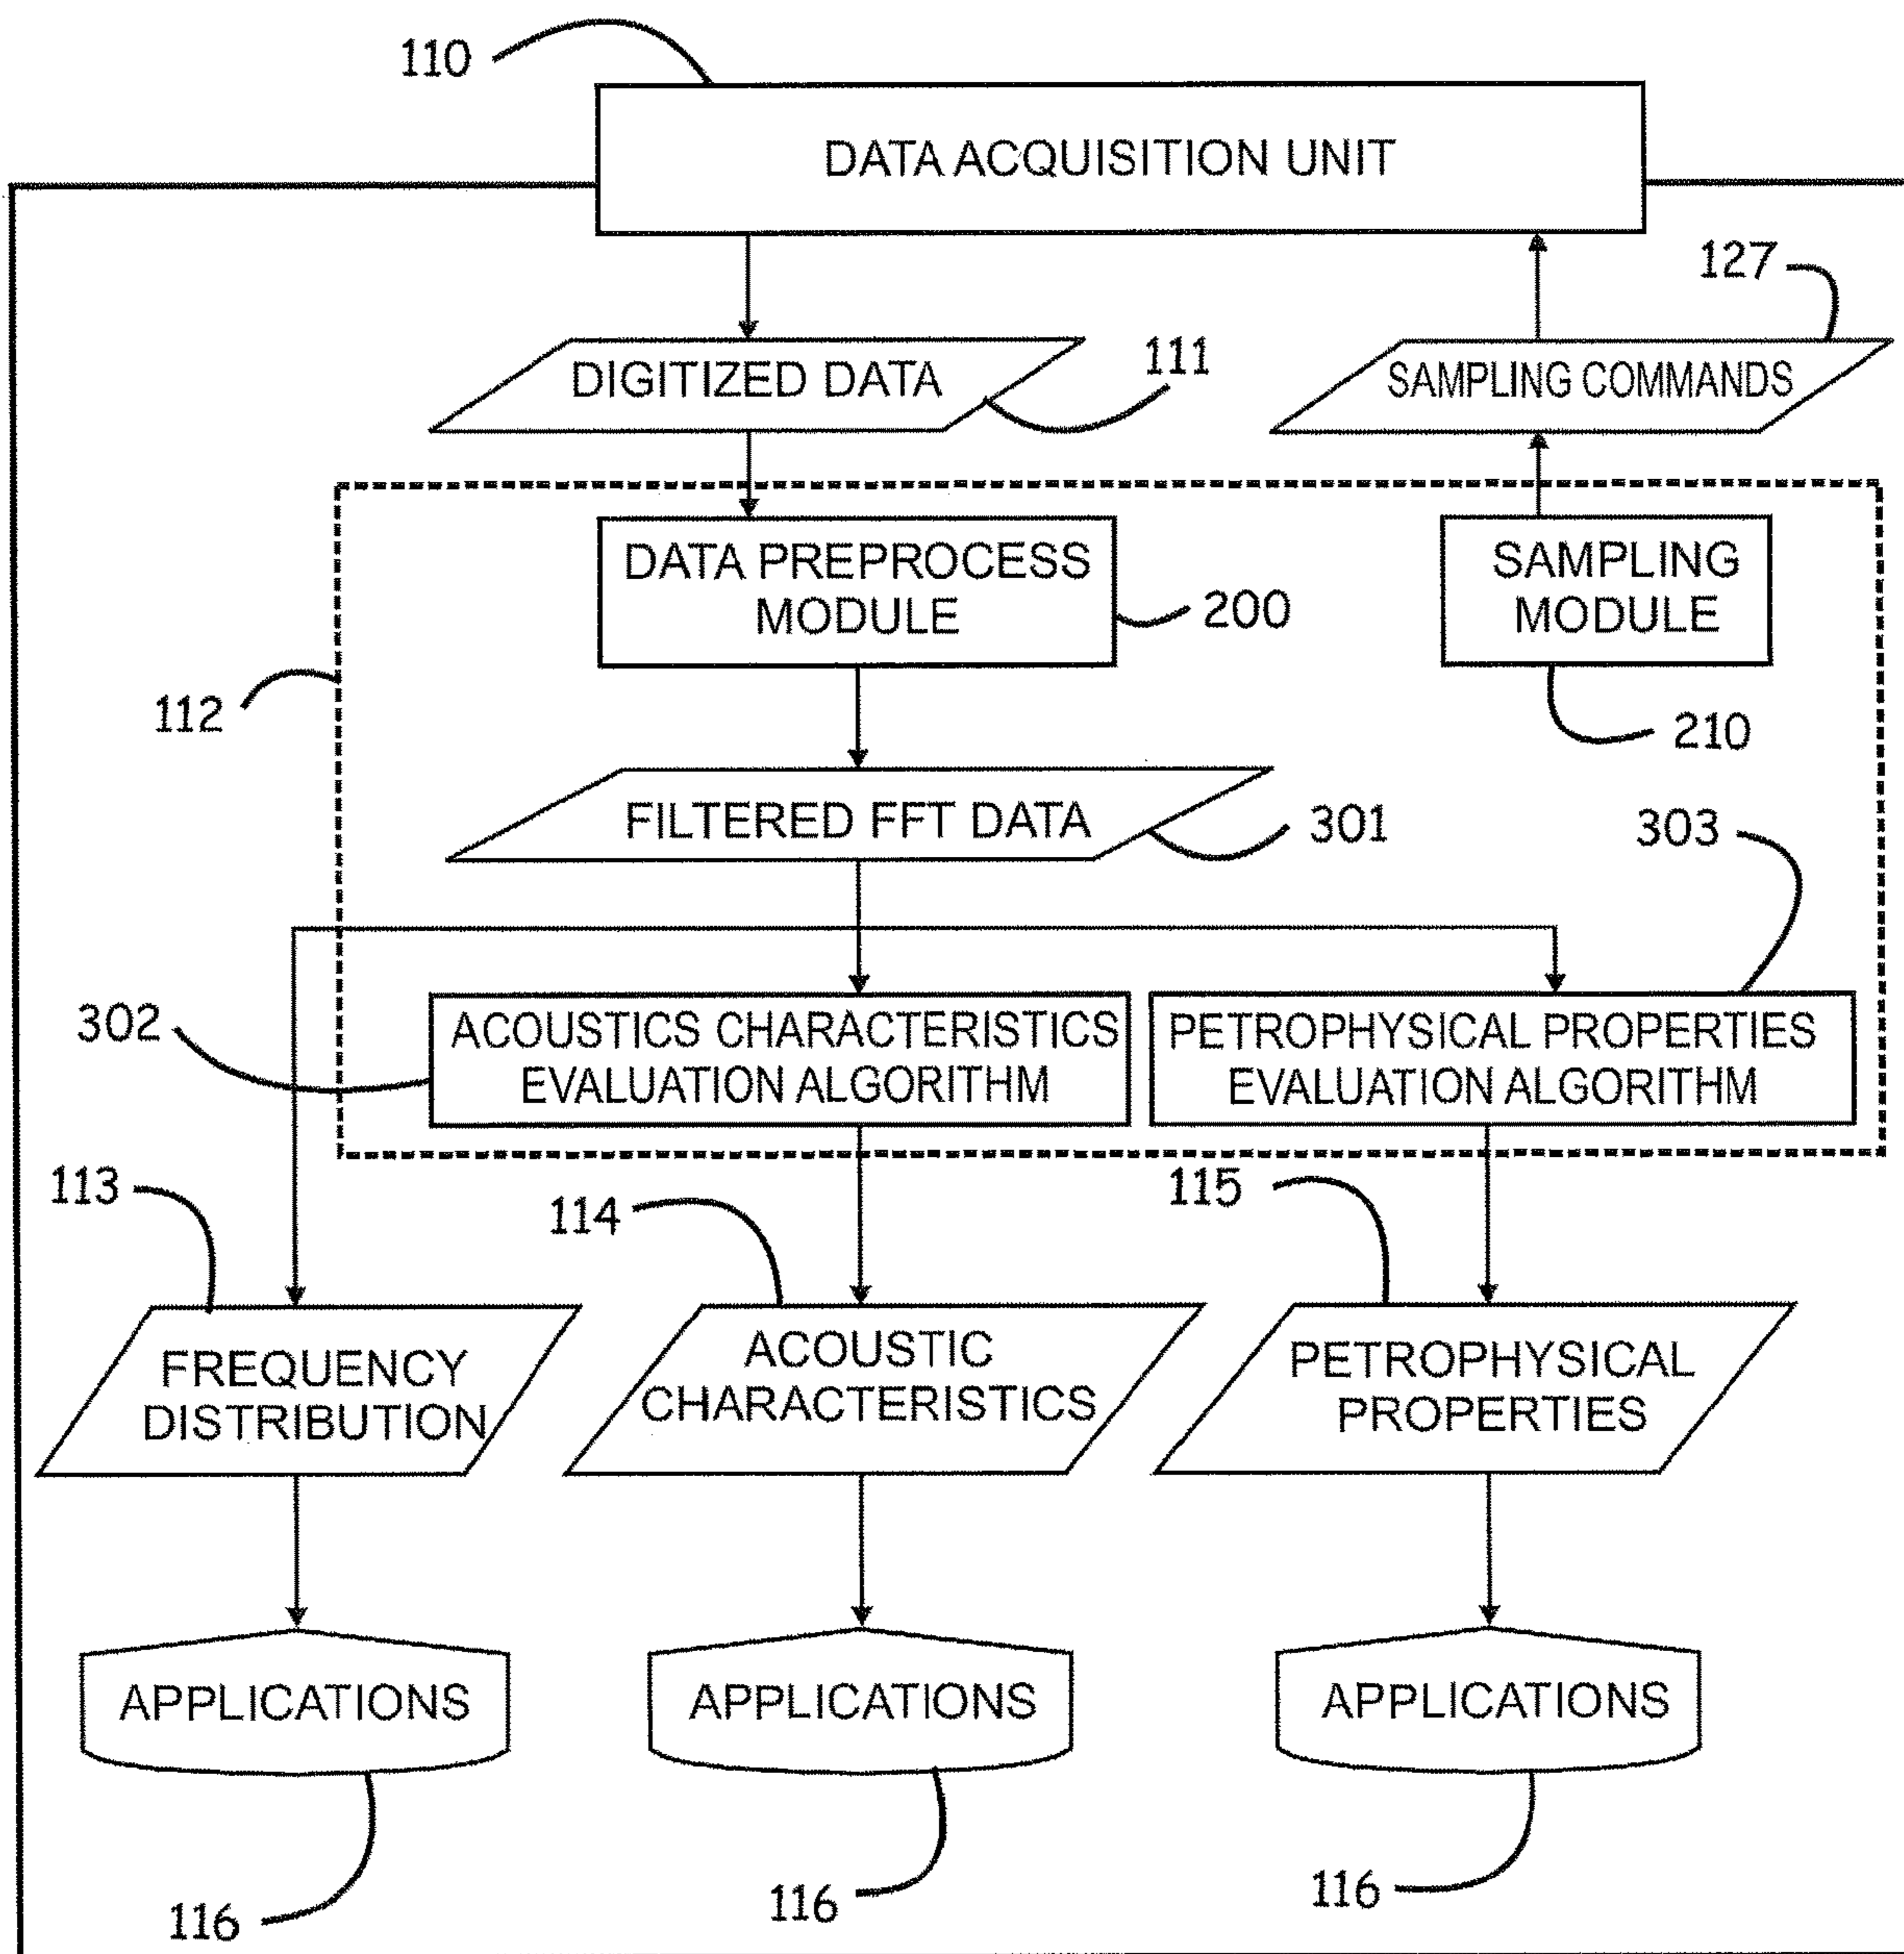 110
DATA ACQUISITION UNIT
127
DIGITIZED DATA
111
SAMPLING COMMANDS
DATA PREPROCESS
MODULE
200
SAMPLING
MODULE
112
210
FILTERED FFT DATA
301
303
302
ACOUSTICS CHARACTERISTICS
EVALUATION ALGORITHM
PETROPHYSICAL PROPERTIES
EVALUATION ALGORITHM
113
114
115
FREQUENCY
DISTRIBUTION
ACOUSTIC
CHARACTERISTICS
PETROPHYSICAL
PROPERTIES
APPLICATIONS
APPLICATIONS
APPLICATIONS
116
116
116